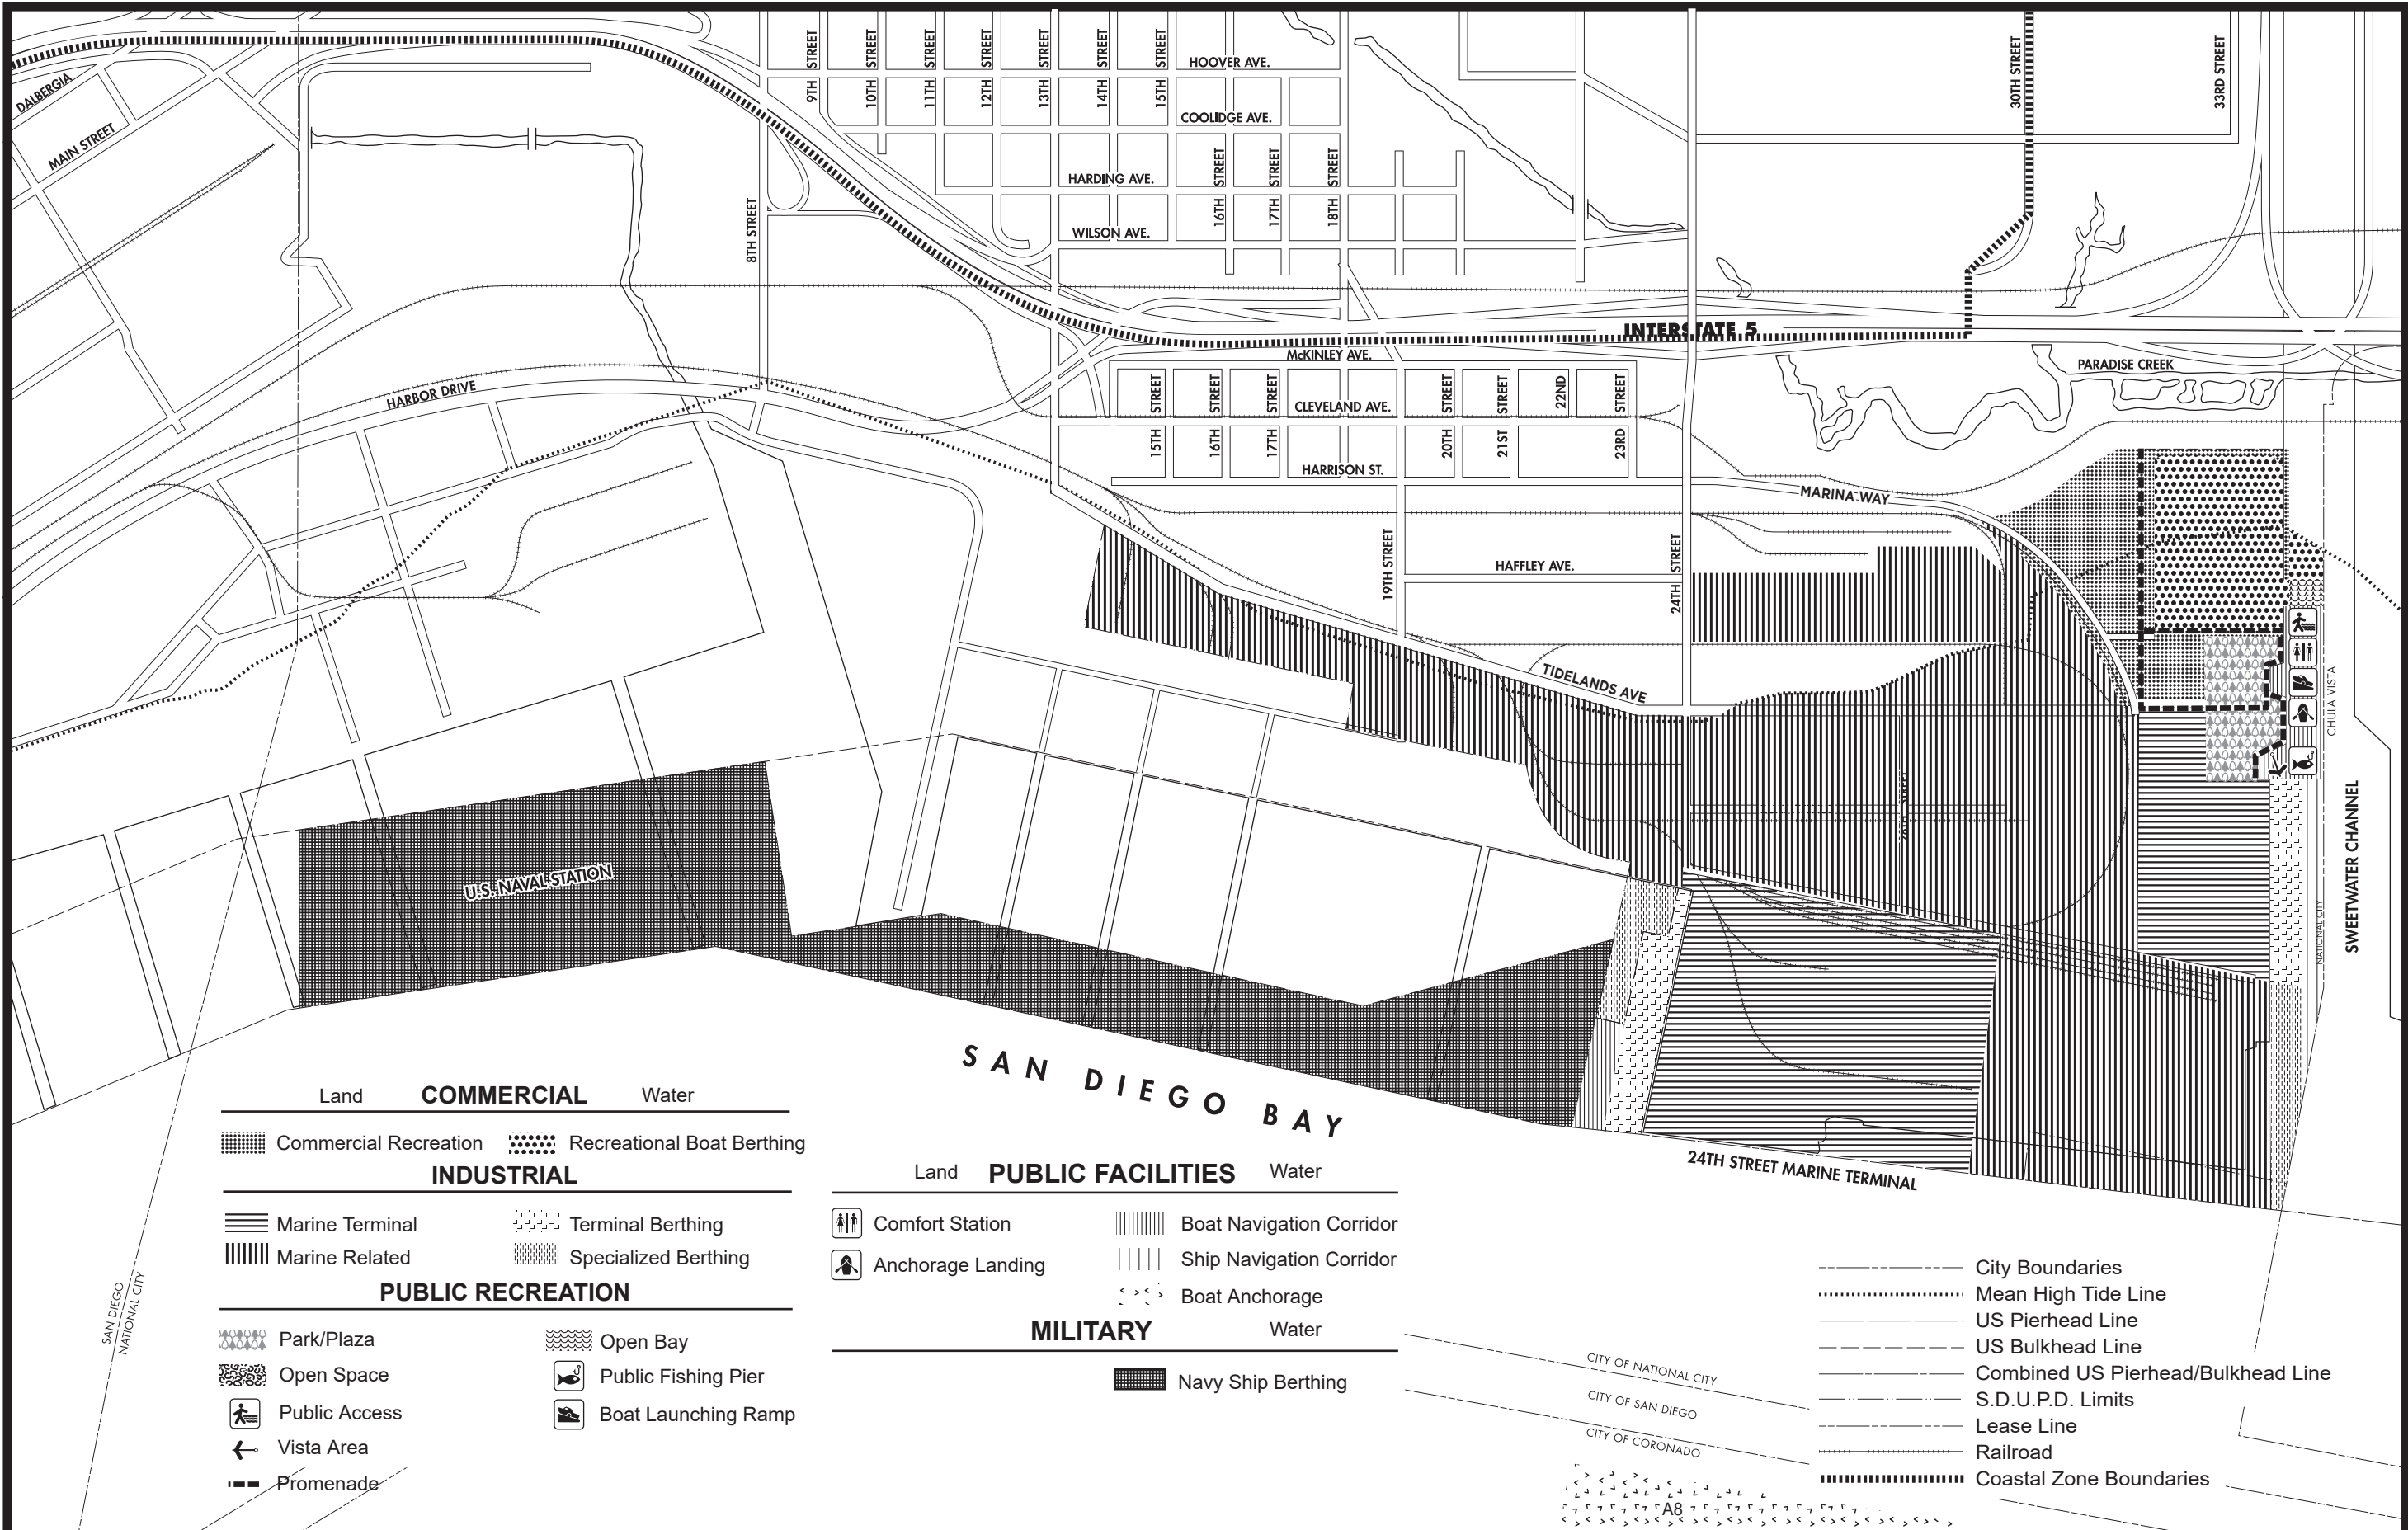 DALBERGIA
MAIN STREET
8TH STREET
9TH STREET
10TH STREET
11TH STREET
12TH STREET
13TH STREET
14TH STREET
15TH STREET
HOOVER AVE.
COOLIDGE AVE.
HARDING AVE.
WILSON AVE.
16TH STREET
17TH STREET
18TH STREET
30TH STREET
33RD STREET
INTERSTATE 5
McKINLEY AVE.
PARADISE CREEK
HARBOR DRIVE
STREET
STREET
STREET
STREET
STREET
22ND
STREET
CLEVELAND AVE.
15TH
16TH
17TH
20TH
21ST
23RD
HARRISON ST.
MARINA WAY
19TH STREET
HAFFLEY AVE.
24TH STREET
TIDELANDS AVE
STREET
CHULA VISTA
NATIONAL CITY
SWEETWATER CHANNEL
U.S. NAVAL STATION
SAN DIEGO BAY
24TH STREET MARINE TERMINAL
SAN DIEGO
NATIONAL CITY
Land COMMERCIAL Water
Commercial Recreation Recreational Boat Berthing
INDUSTRIAL
Marine Terminal Terminal Berthing
Marine Related Specialized Berthing
PUBLIC RECREATION
Park/Plaza Open Bay
Open Space Public Fishing Pier
Public Access Boat Launching Ramp
Vista Area
Promenade
Land PUBLIC FACILITIES Water
Comfort Station Boat Navigation Corridor
Anchorage Landing Ship Navigation Corridor
Boat Anchorage
MILITARY Water
Navy Ship Berthing
CITY OF NATIONAL CITY
CITY OF SAN DIEGO
CITY OF CORONADO
A8
City Boundaries
Mean High Tide Line
US Pierhead Line
US Bulkhead Line
Combined US Pierhead/Bulkhead Line
S.D.U.P.D. Limits
Lease Line
Railroad
Coastal Zone Boundaries